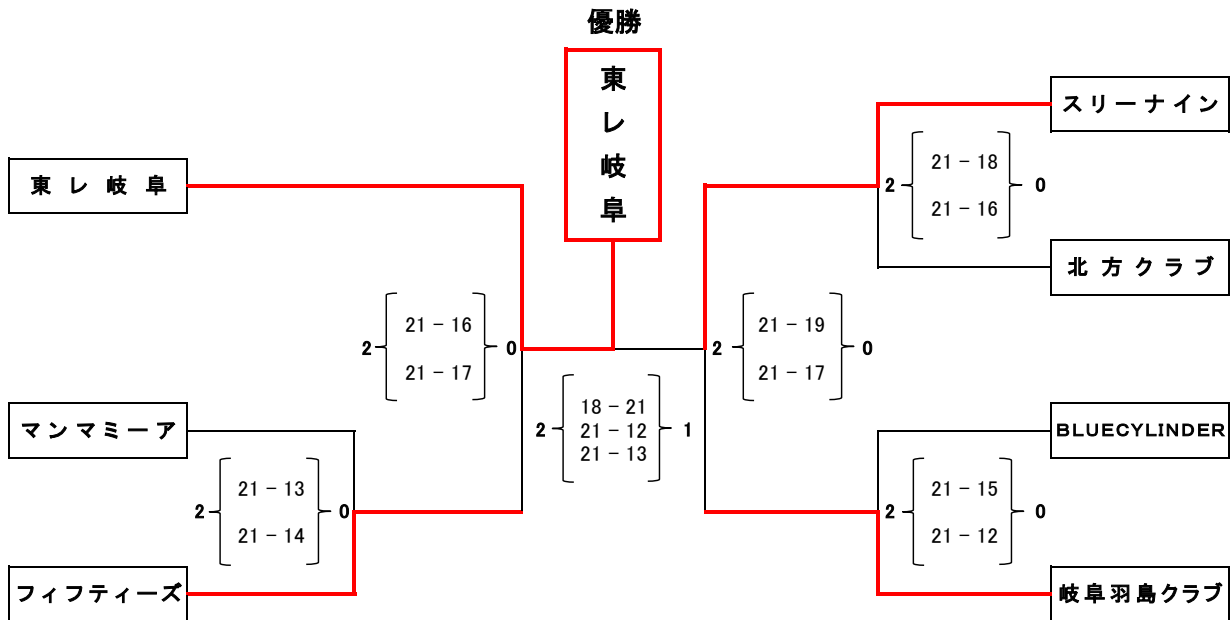 優勝
東レ岐阜
スリーナイン
2 21－18 0
21－16
東レ岐阜
北方クラブ
2 21－16 0
21－17
2 21－19 0
21－17
2 18－21 1
21－12
21－13
マンマミーア
BLUECYLINDER
2 21－13 0
21－14
2 21－15 0
21－12
フィフティーズ
岐阜羽島クラブ